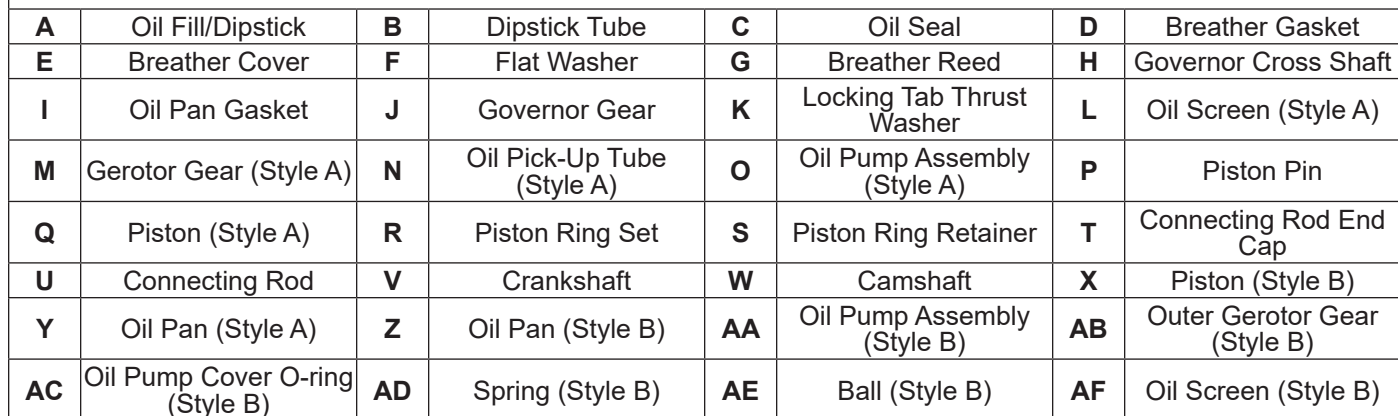 A Oil Fill/Dipstick B Dipstick Tube C Oil Seal D Breather Gasket
E Breather Cover F Flat Washer G Breather Reed H Governor Cross Shaft
I Oil Pan Gasket J Governor Gear K Locking Tab Thrust
Washer L Oil Screen (Style A)
M Gerotor Gear (Style A) N Oil Pick-Up Tube
(Style A) O Oil Pump Assembly
(Style A) P Piston Pin
Q Piston (Style A) R Piston Ring Set S Piston Ring Retainer T Connecting Rod End
Cap
U Connecting Rod V Crankshaft W Camshaft X Piston (Style B)
Y Oil Pan (Style A) Z Oil Pan (Style B) AA Oil Pump Assembly
(Style B) AB Outer Gerotor Gear
(Style B)
AC Oil Pump Cover O-ring
(Style B) AD Spring (Style B) AE Ball (Style B) AF Oil Screen (Style B)